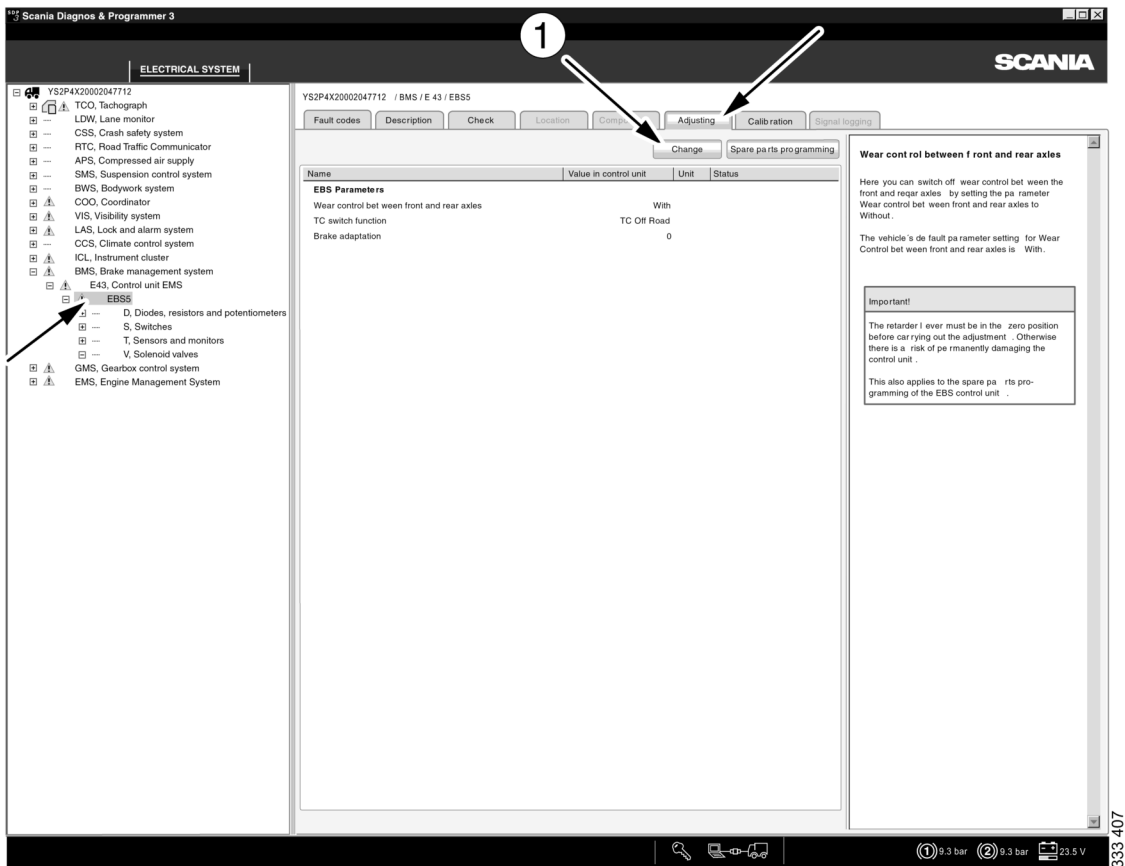 SDP 3 Scania Diagnos & Programmer 3
1
SCANIA
ELECTRICAL SYSTEM
YS2P4X20002047712
TCO, Tachograph
LDW, Lane monitor
CSS, Crash safety system
RTC, Road Traffic Communicator
APS, Compressed air supply
SMS, Suspension control system
BWS, Bodywork system
COO, Coordinator
VIS, Visibility system
LAS, Lock and alarm system
CCS, Climate control system
ICL, Instrument cluster
BMS, Brake management system
E43, Control unit EMS
EBS5
D, Diodes, resistors and potentiometers
S, Switches
T, Sensors and monitors
V, Solenoid valves
GMS, Gearbox control system
EMS, Engine Management System
YS2P4X20002047712 / BMS / E 43 / EBS5
Fault codes Description Check Location Adjusting Calibration Signal logging
Change Spare parts programming
Name Value in control unit Unit Status
EBS Parameters
Wear control bet ween front and rear axles With
TC switch function TC Off Road
Brake adaptation 0
Wear cont rol between f ront and rear axles
Here you can switch off wear control bet ween the
front and reqar axles by setting the pa rameter
Wear control bet ween front and rear axles to
Without .
The vehicle´s de fault pa rameter setting for Wear
Control bet ween front and rear axles is With.
Important!
The retarder l ever must be in the zero position
before car rying out the adjustment . Otherwise
there is a risk of pe rmanently damaging the
control unit .
This also applies to the spare pa rts pro-
gramming of the EBS control unit .
1 9.3 bar 2 9.3 bar 23.5 V
333 407